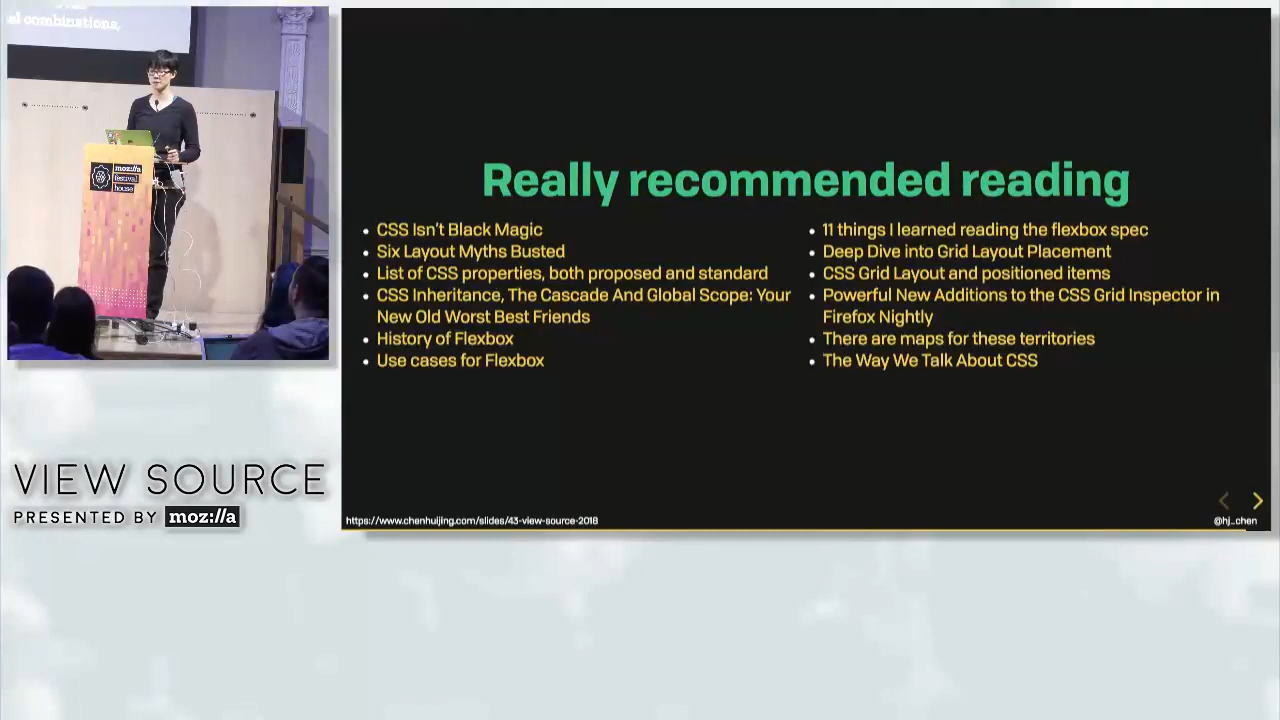 al combinations,
moz://a
festival
house
VIEW SOURCE
PRESENTED BY moz://a
Really recommended reading
• CSS Isn't Black Magic
• Six Layout Myths Busted
• List of CSS properties, both proposed and standard
• CSS Inheritance, The Cascade And Global Scope: Your
New Old Worst Best Friends
• History of Flexbox
• Use cases for Flexbox
• 11 things I learned reading the flexbox spec
• Deep Dive into Grid Layout Placement
• CSS Grid Layout and positioned items
• Powerful New Additions to the CSS Grid Inspector in
Firefox Nightly
• There are maps for these territories
• The Way We Talk About CSS
https://www.chenhuijing.com/slides/43-view-source-2018
@hj_chen